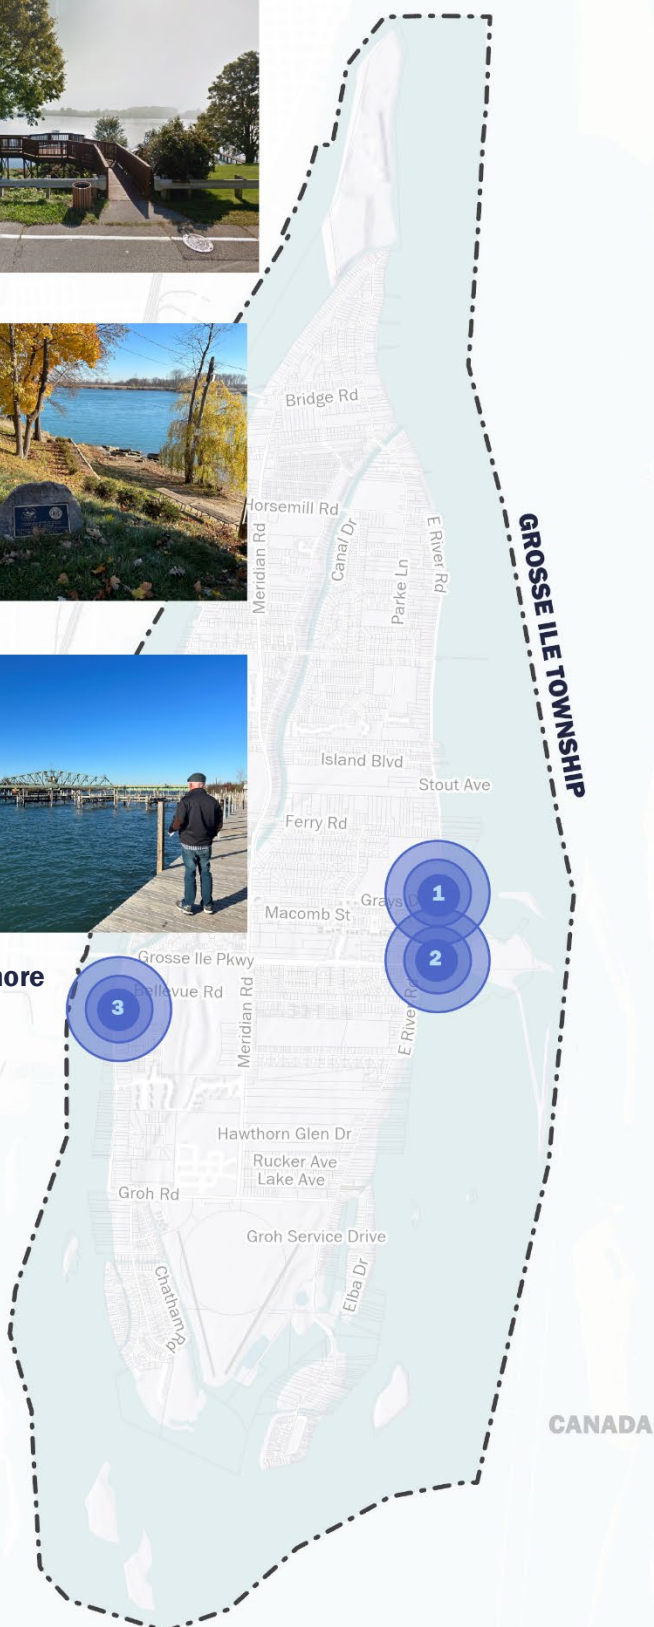 Bridge Rd
Horsemill Rd
Meridian Rd
Canal Dr
E River Rd
Parke Ln
GROSSE ILE TOWNSHIP
Island Blvd
Stout Ave
Ferry Rd
1
Macomb St
2
Grosse Ile Pkwy
Bellevue Rd
3
Meridian Rd
E River Rd
Hawthorn Glen Dr
Rucker Ave
Lake Ave
Groh Rd
Groh Service Drive
Elba Dr
Chatham Rd
CANADA